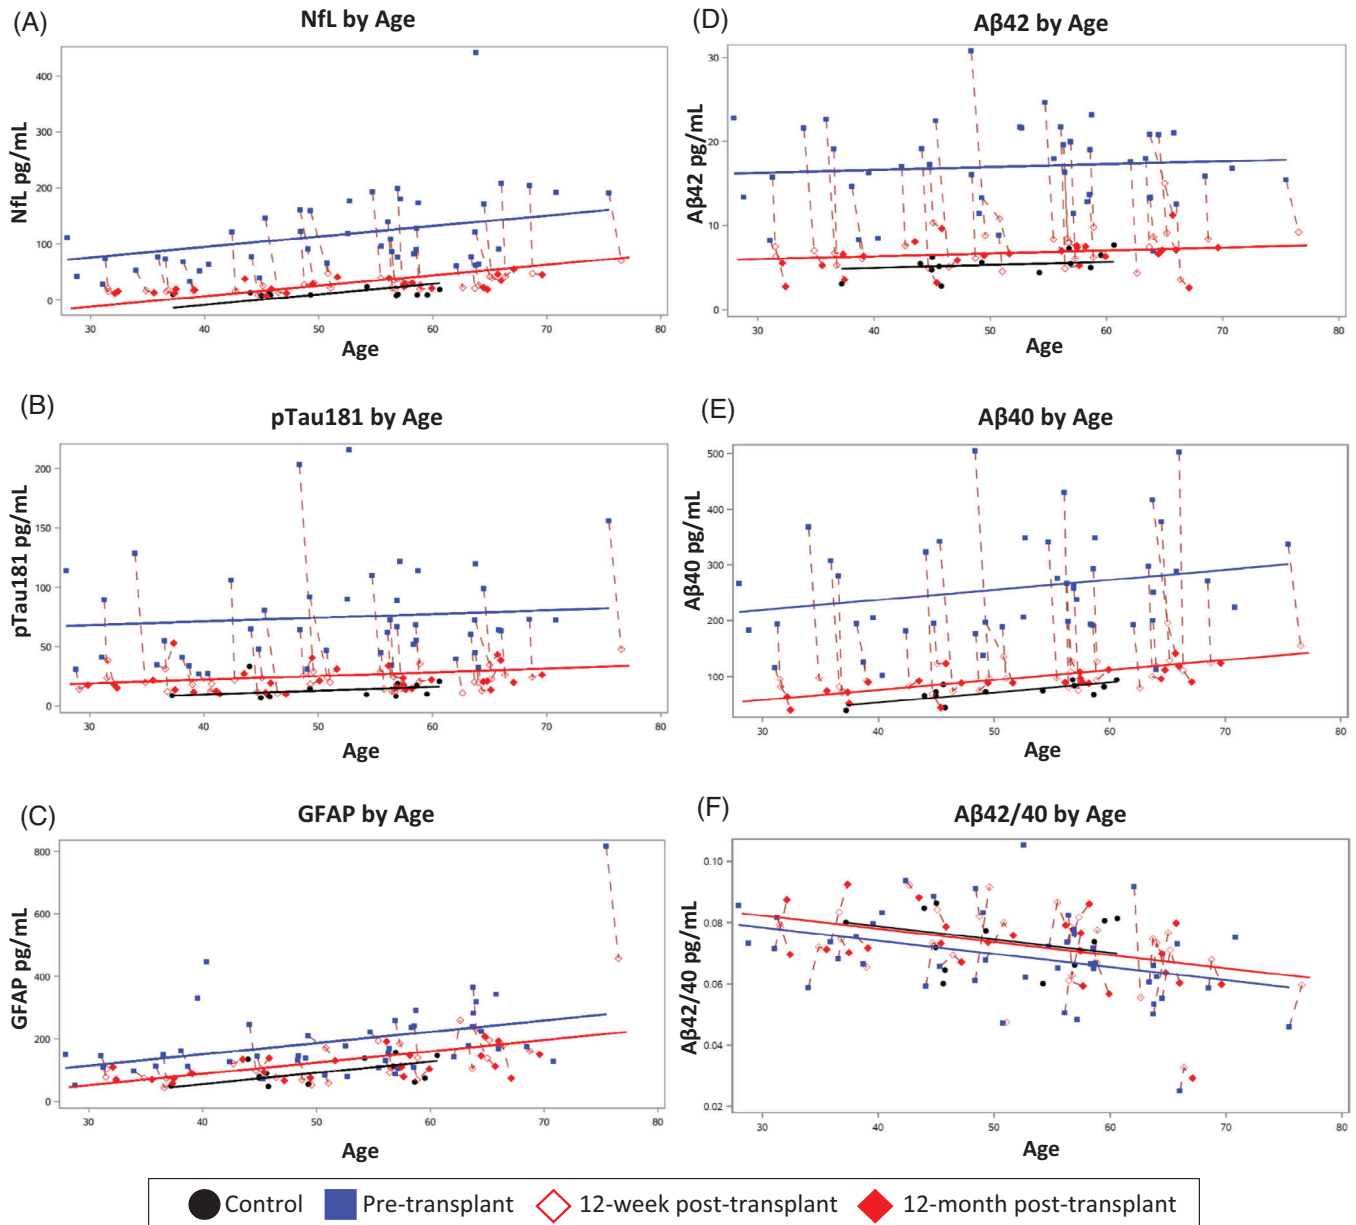 (A)
NfL by Age
NfL pg/mL
400
300
200
100
0
30 40 50 60 70 80
Age
(B)
pTau181 by Age
pTau181 pg/mL
200
150
100
50
0
30 40 50 60 70 80
Age
(C)
GFAP by Age
GFAP pg/mL
800
600
400
200
0
30 40 50 60 70 80
Age
(D)
Aβ42 by Age
Aβ42 pg/mL
30
20
10
0
30 40 50 60 70 80
Age
(E)
Aβ40 by Age
Aβ40 pg/mL
500
400
300
200
100
30 40 50 60 70 80
Age
(F)
Aβ42/40 by Age
Aβ42/40 pg/mL
0.10
0.08
0.06
0.04
0.02
30 40 50 60 70 80
Age
Control Pre-transplant 12-week post-transplant 12-month post-transplant